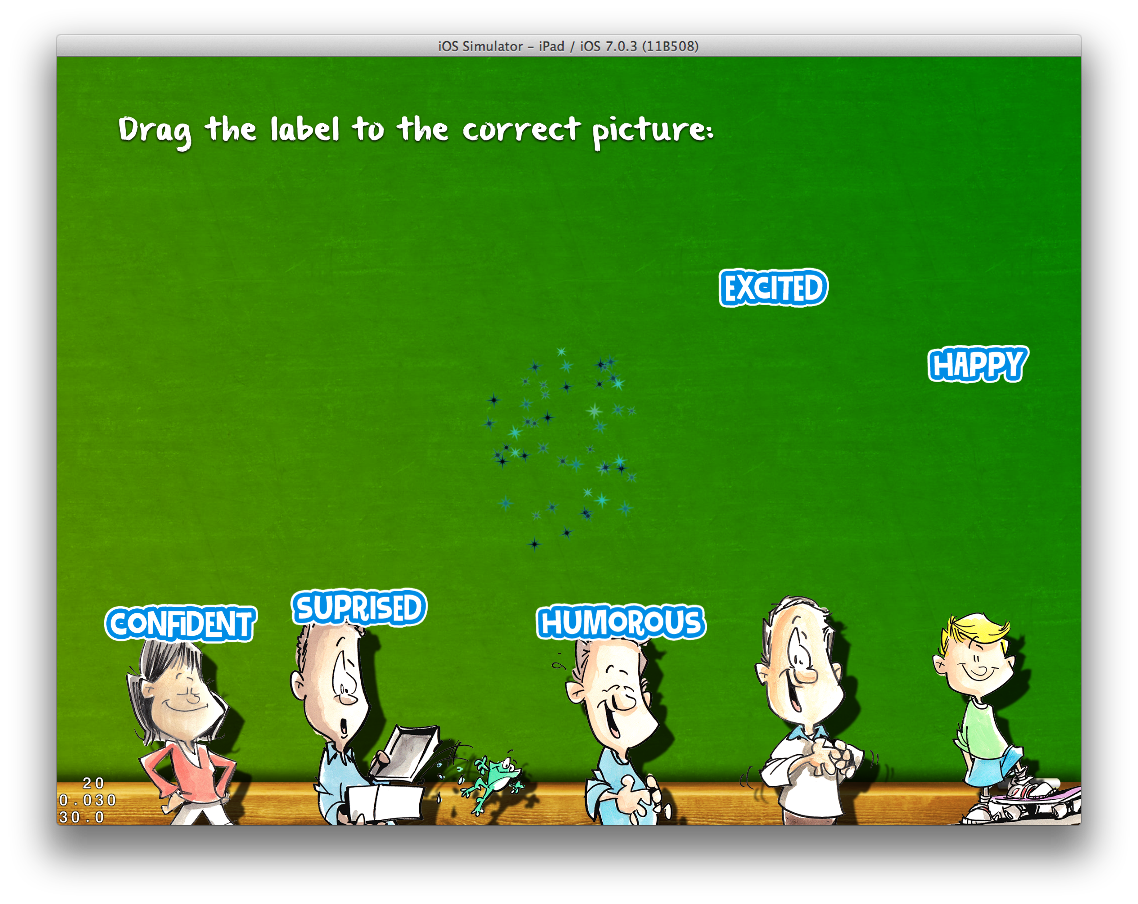 iOS Simulator – iPad / iOS 7.0.3 (11B508)
Drag the label to the correct picture:
EXCITED
HAPPY
CONFIDENT
SUPRISED
HUMOROUS
20
0.030
30.0